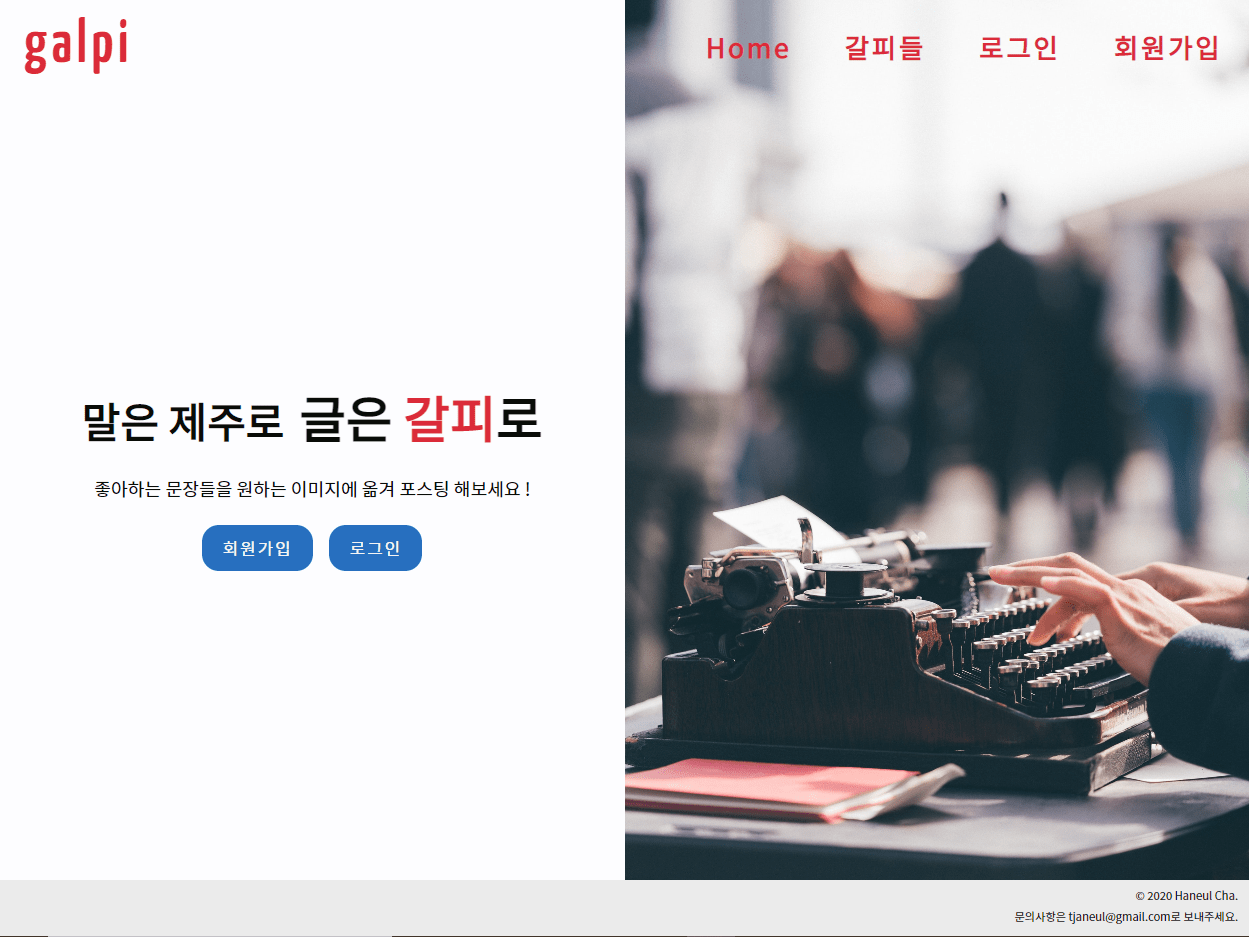 galpi
Home 갈피들 로그인 회원가입
말은 제주로 글은 갈피로
좋아하는 문장들을 원하는 이미지에 옮겨 포스팅 해보세요 !
회원가입 로그인
© 2020 Haneul Cha.
문의사항은 tjaneul@gmail.com로 보내주세요.